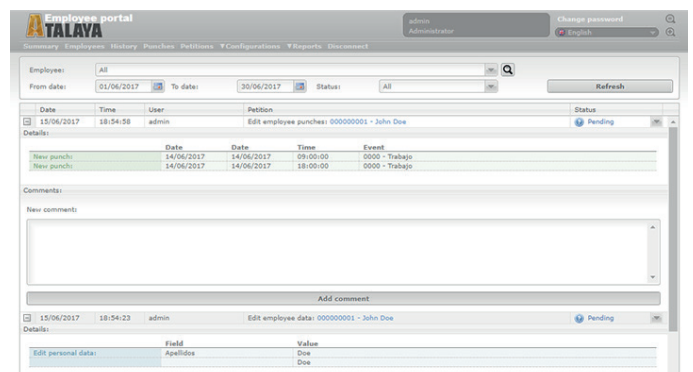 Employee portal
ATALAYA
admin
Administrator
Change password
English
Summary Employees History Punches Petitions ▼Configurations ▼Reports Disconnect
Employee: All
From date: 01/06/2017 To date: 30/06/2017 Status: All Refresh
Date Time User Petition Status
15/06/2017 18:54:58 admin Edit employee punches: 000000001 - John Doe Pending
Details:
Date Date Time Event
New punch: 14/06/2017 14/06/2017 09:00:00 0000 - Trabajo
New punch: 14/06/2017 14/06/2017 18:00:00 0000 - Trabajo
Comments:
New comment:
Add comment
15/06/2017 18:54:23 admin Edit employee data: 000000001 - John Doe Pending
Details:
Field Value
Edit personal data: Apellidos Doe
Doe